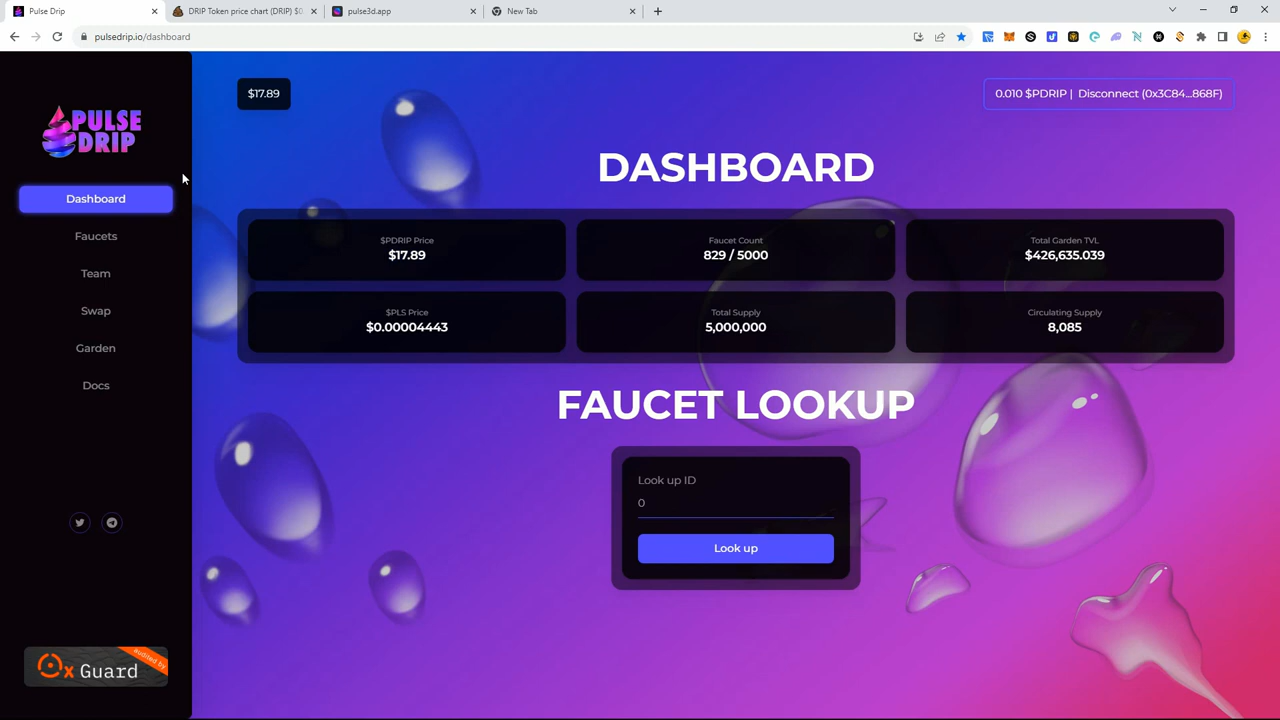 Pulse Drip
DRIP Token price chart (DRIP) $0.
pulse3d.app
New Tab
pulsedrip.io/dashboard
PULSE
DRIP
$17.89
0.010 $PDRIP | Disconnect (0x3C84...868F)
Dashboard
Faucets
Team
Swap
Garden
Docs
DASHBOARD
$PDRIP Price
$17.89
Faucet Count
829 / 5000
Total Garden TVL
$426,635.039
$PLS Price
$0.00004443
Total Supply
5,000,000
Circulating Supply
8,085
FAUCET LOOKUP
Look up ID
0
Look up
0x Guard
audited by